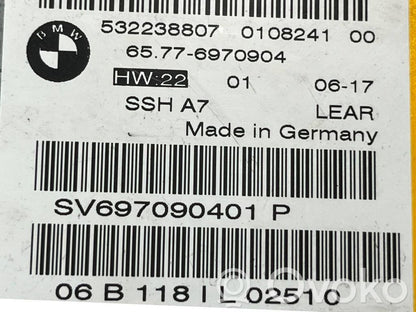 BMW
532238807 0108241 00
65.77-6970904
HW:22 01 06-17
SSH A7 LEAR
Made in Germany
SV697090401 P
06 B 118 I L 0251 0
Ovoko